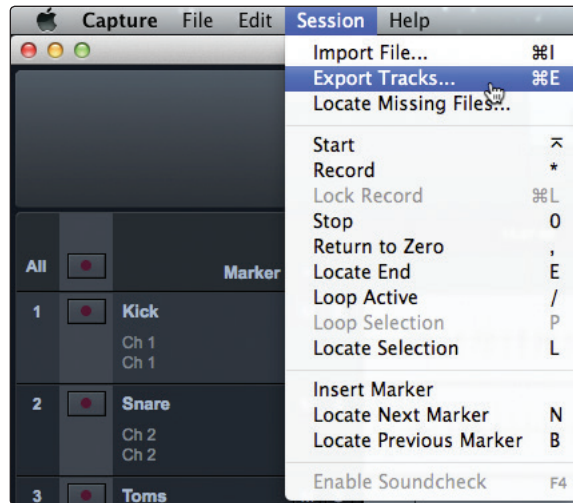 Capture File Edit Session Help
Import File... ⌘I
Export Tracks... ⌘E
Locate Missing Files...
Start ⌅
Record *
Lock Record ⌘L
Stop 0
Return to Zero ,
Locate End E
Loop Active /
Loop Selection P
Locate Selection L
Insert Marker
Locate Next Marker N
Locate Previous Marker B
Enable Soundcheck F4
All Marker
1 Kick
Ch 1
Ch 1
2 Snare
Ch 2
Ch 2
3 Toms